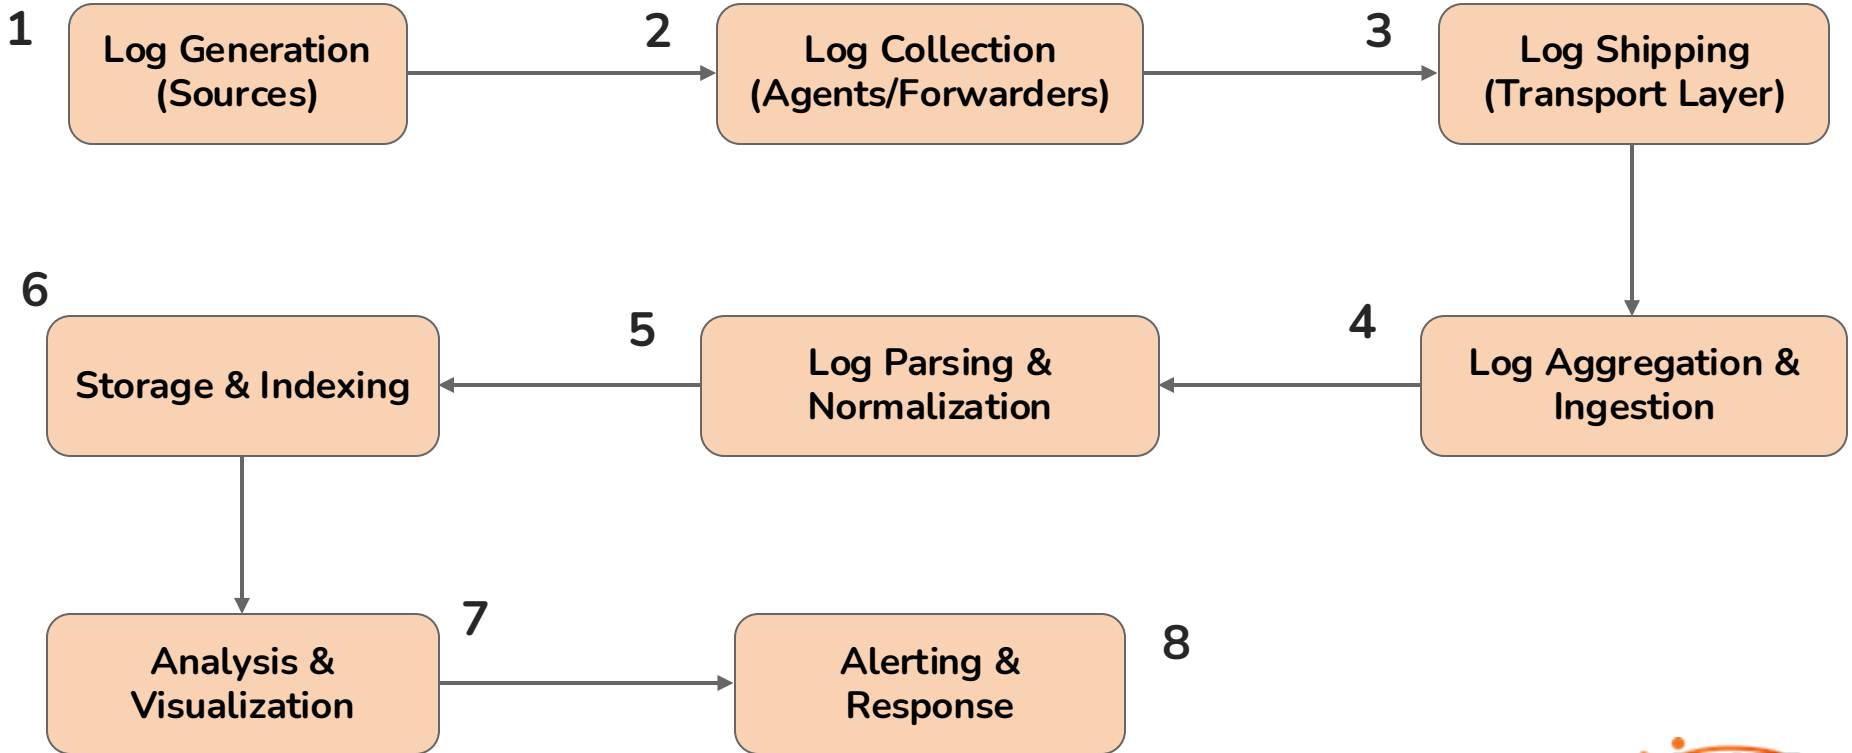 1
Log Generation
(Sources)
2
Log Collection
(Agents/Forwarders)
3
Log Shipping
(Transport Layer)
4
Log Aggregation &
Ingestion
5
Log Parsing &
Normalization
6
Storage & Indexing
7
Analysis &
Visualization
8
Alerting &
Response